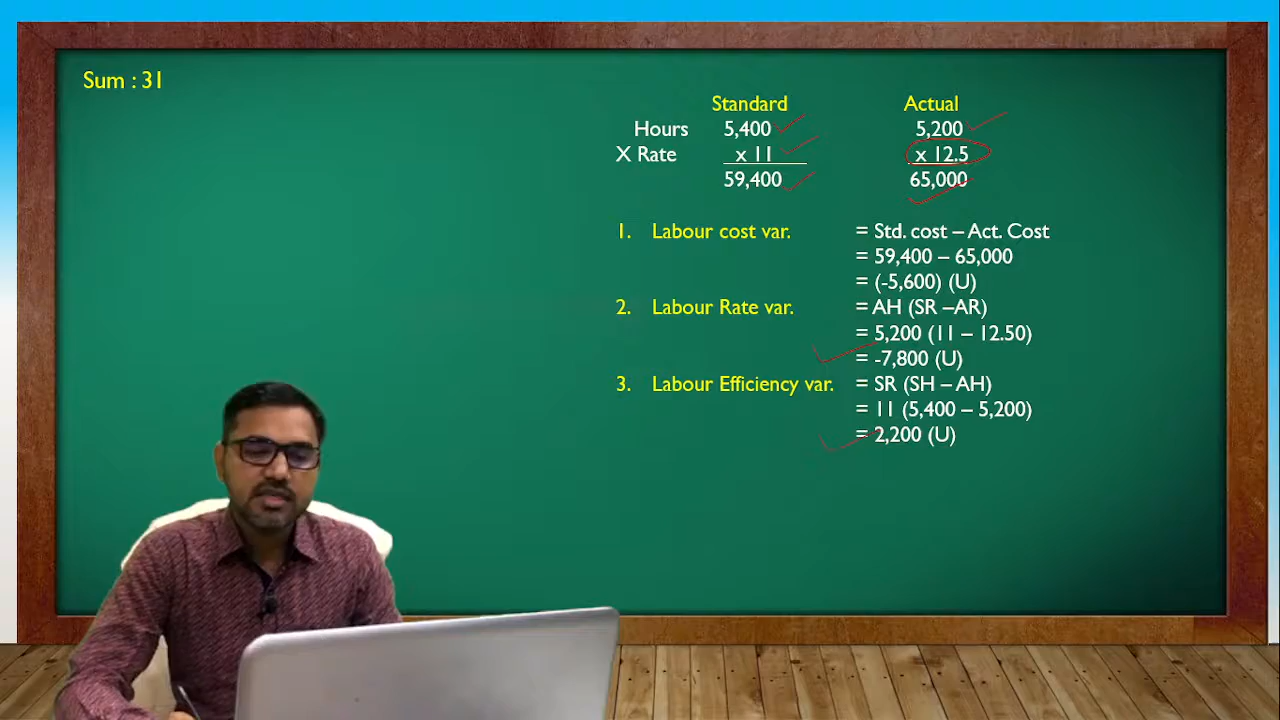 Sum : 31
Standard Actual
Hours 5,400 5,200
X Rate x 11 x 12.5
59,400 65,000
1. Labour cost var. = Std. cost – Act. Cost
= 59,400 – 65,000
= (-5,600) (U)
2. Labour Rate var. = AH (SR –AR)
= 5,200 (11 – 12.50)
= -7,800 (U)
3. Labour Efficiency var. = SR (SH – AH)
= 11 (5,400 – 5,200)
= 2,200 (U)